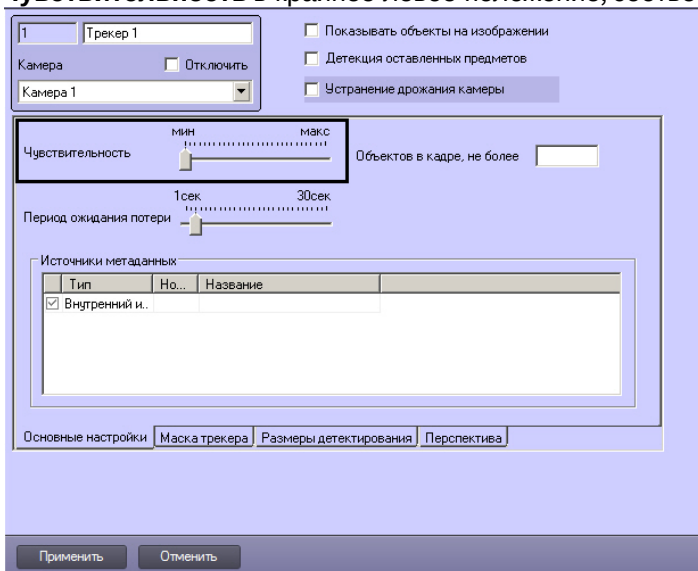 Чувствительность в крайнее левое положение, соотве
1 Трекер 1
Показывать объекты на изображении
Камера Отключить
Детекция оставленных предметов
Камера 1
Устранение дрожания камеры
мин макс
Чувствительность
Объектов в кадре, не более
1сек 30сек
Период ожидания потери
Источники метаданных
Тип Но... Название
Внутренний и..
Основные настройки Маска трекера Размеры детектирования Перспектива
Применить Отменить